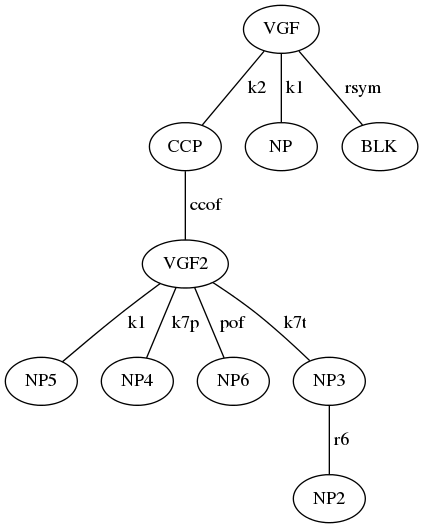 VGF
k2 k1 rsym
CCP NP BLK
ccof
VGF2
k1 k7p pof k7t
NP5 NP4 NP6 NP3
r6
NP2